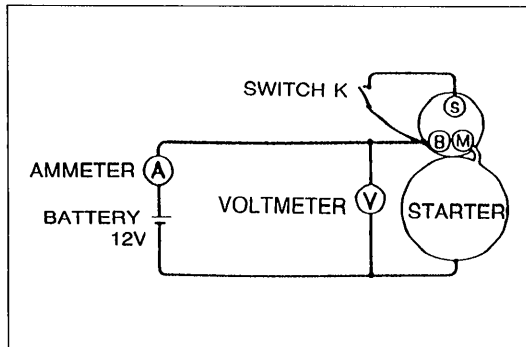 SWITCH K
S
B M
AMMETER A
BATTERY
12V
VOLTMETER V
STARTER